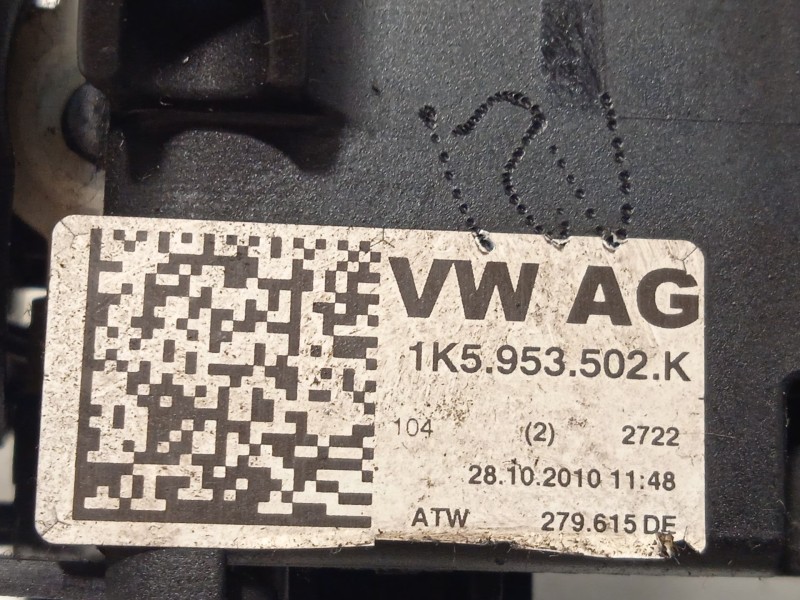 VW AG
1K5.953.502.K
104 (2) 2722
28.10.2010 11:48
ATW 279.615 DE